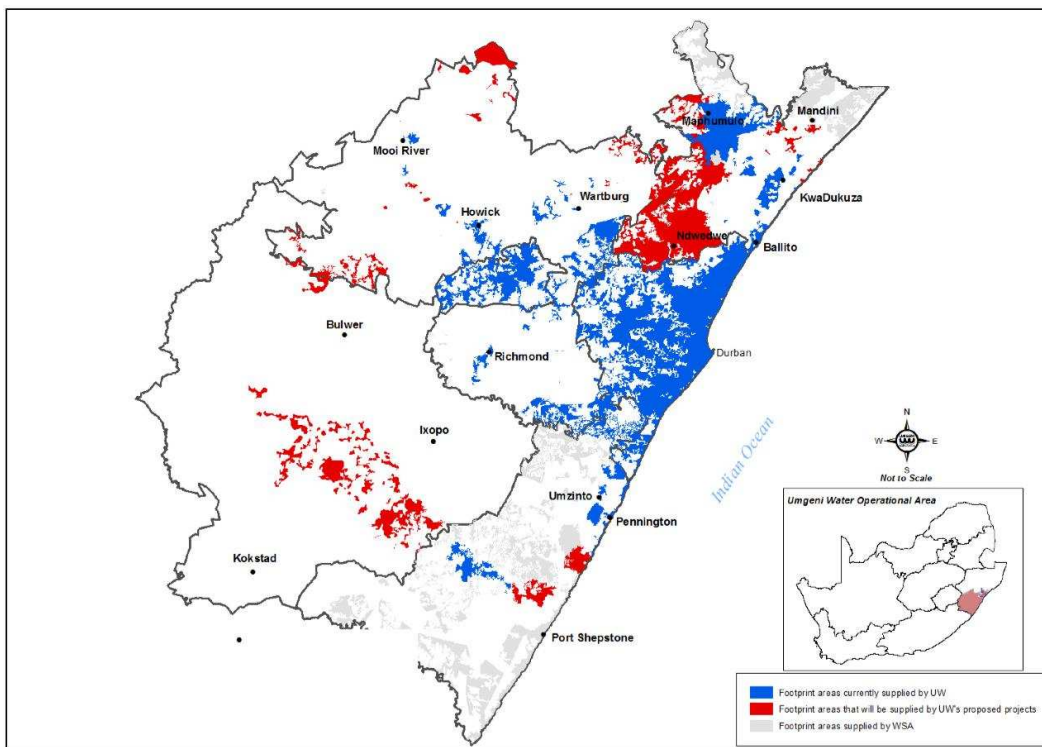 Mandini
Maphumulo
Mooi River
KwaDukuza
Wartburg
Howick
Ndwedwe
Ballito
Bulwer
Richmond
Durban
Ixopo
Indian Ocean
N
W E
S
Not to Scale
Umzinto
Pennington
Kokstad
Port Shepstone
Umgeni Water Operational Area
Footprint areas currently supplied by UW
Footprint areas that will be supplied by UW's proposed projects
Footprint areas supplied by WSA